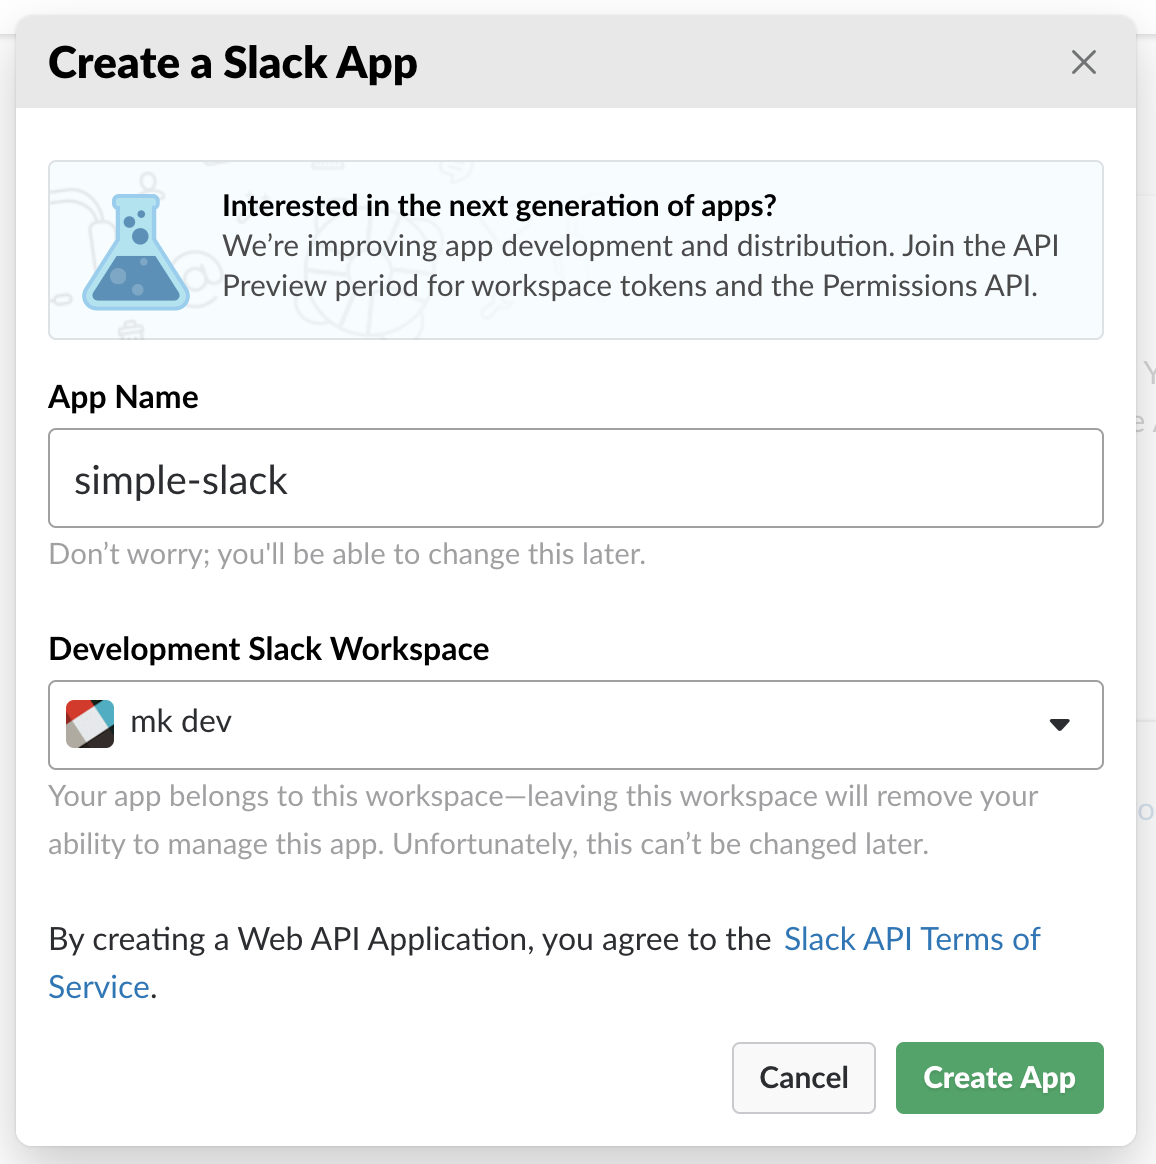 Create a Slack App
Interested in the next generation of apps?
We’re improving app development and distribution. Join the API
Preview period for workspace tokens and the Permissions API.
App Name
simple-slack
Don’t worry; you'll be able to change this later.
Development Slack Workspace
mk dev
Your app belongs to this workspace—leaving this workspace will remove your
ability to manage this app. Unfortunately, this can’t be changed later.
By creating a Web API Application, you agree to the Slack API Terms of
Service.
Cancel
Create App